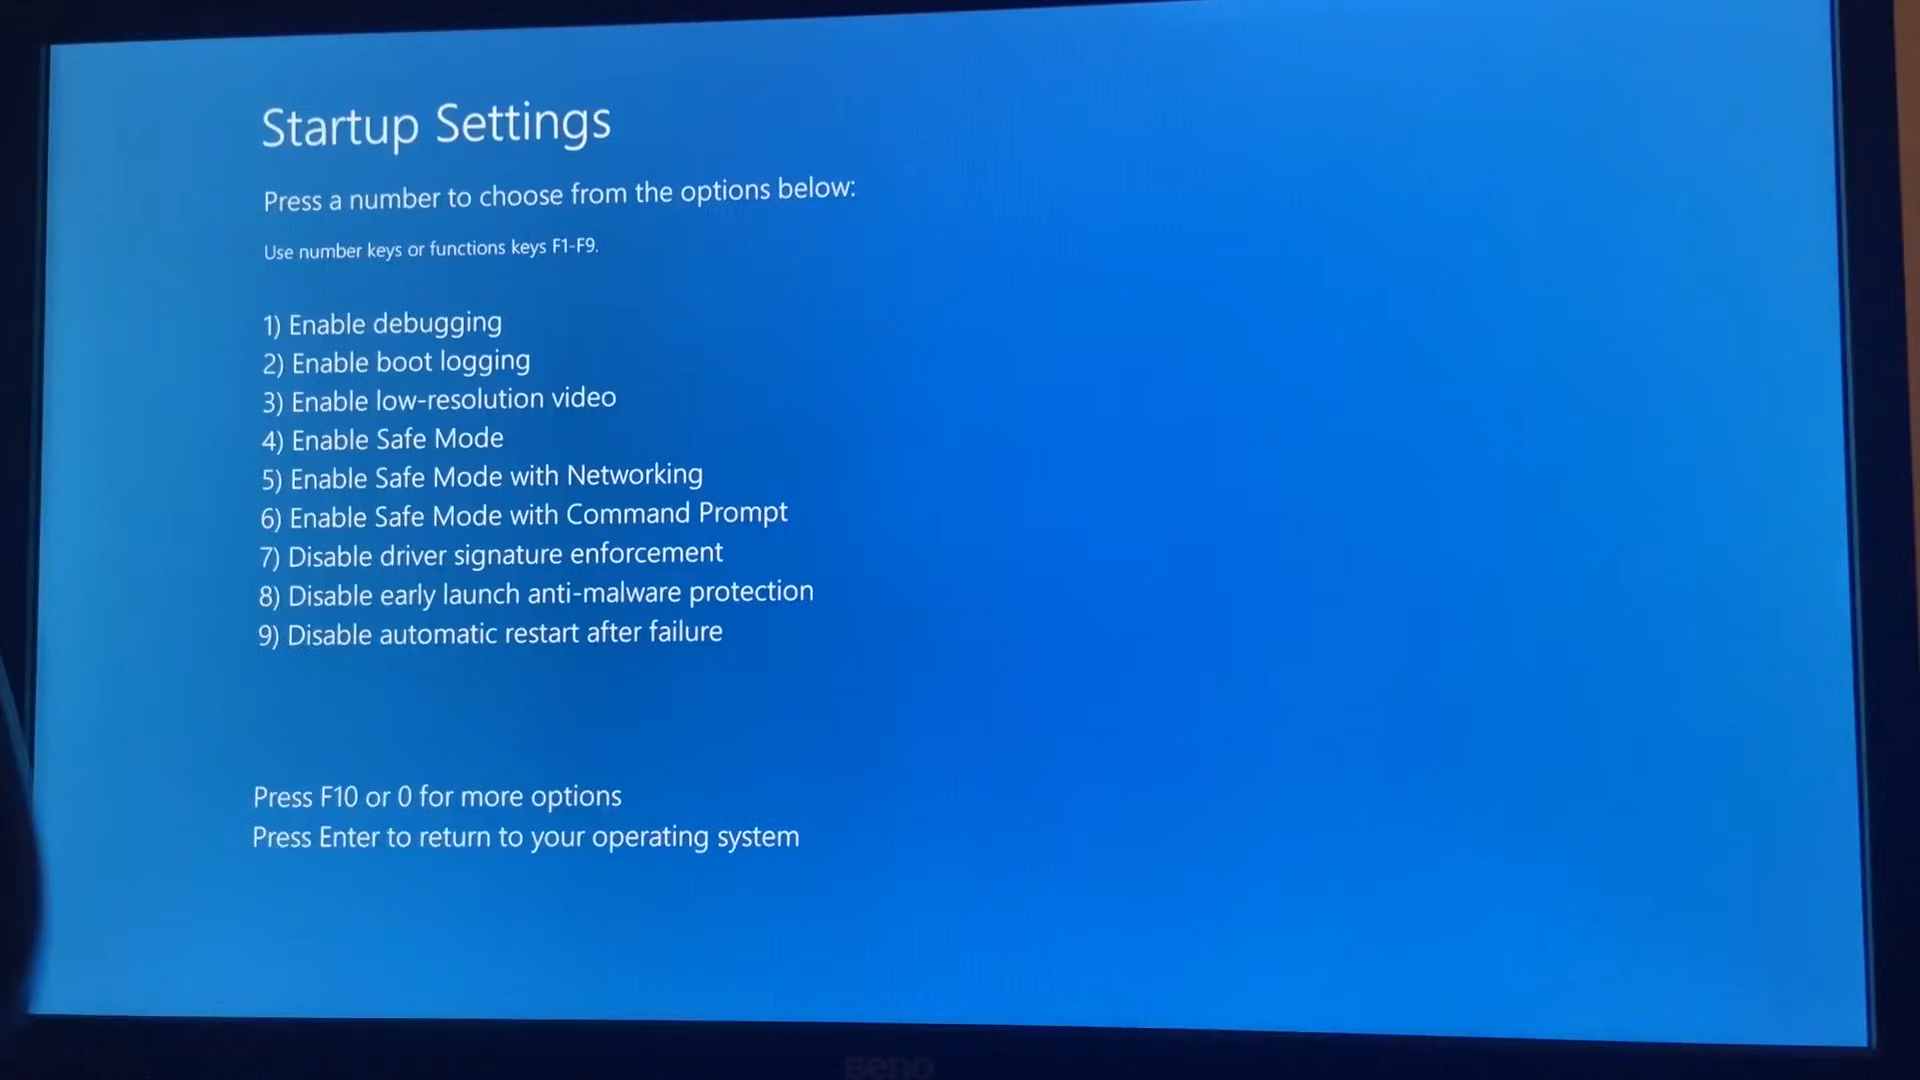 Startup Settings
Press a number to choose from the options below:
Use number keys or functions keys F1-F9.
1) Enable debugging
2) Enable boot logging
3) Enable low-resolution video
4) Enable Safe Mode
5) Enable Safe Mode with Networking
6) Enable Safe Mode with Command Prompt
7) Disable driver signature enforcement
8) Disable early launch anti-malware protection
9) Disable automatic restart after failure
Press F10 or 0 for more options
Press Enter to return to your operating system
BenQ